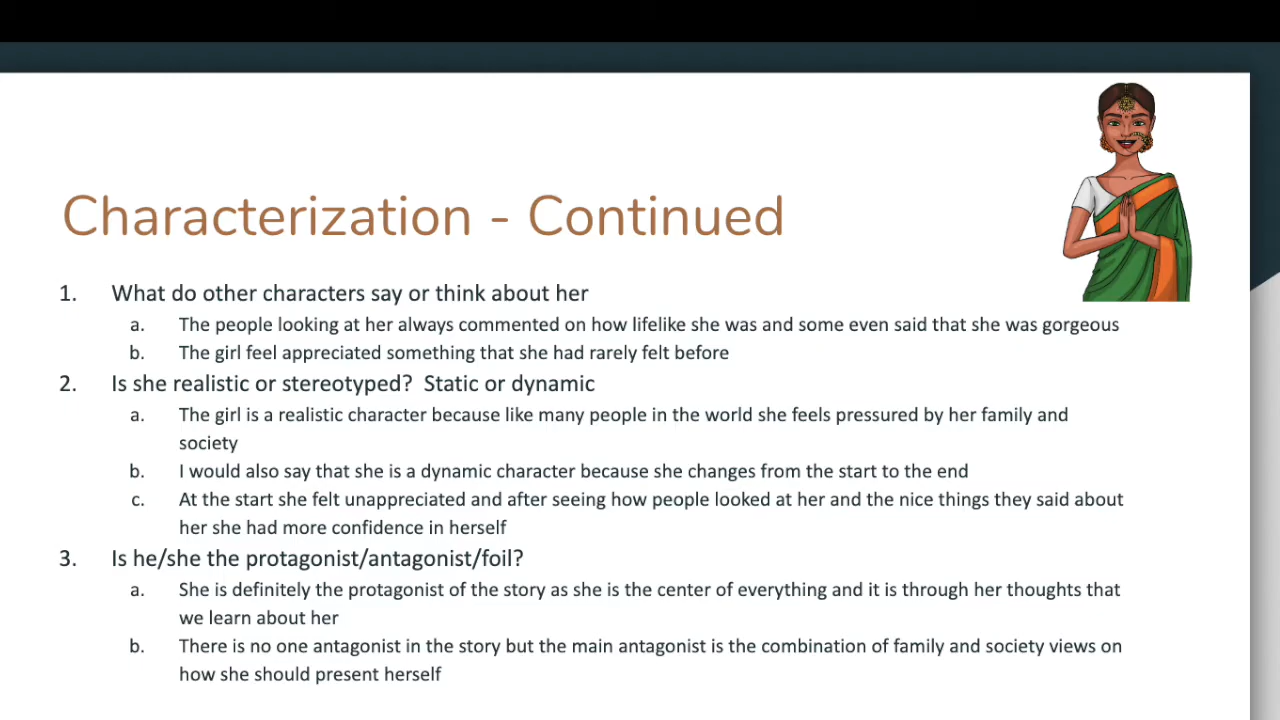 Characterization - Continued
1. What do other characters say or think about her
a. The people looking at her always commented on how lifelike she was and some even said that she was gorgeous
b. The girl feel appreciated something that she had rarely felt before
2. Is she realistic or stereotyped? Static or dynamic
a. The girl is a realistic character because like many people in the world she feels pressured by her family and
society
b. I would also say that she is a dynamic character because she changes from the start to the end
c. At the start she felt unappreciated and after seeing how people looked at her and the nice things they said about
her she had more confidence in herself
3. Is he/she the protagonist/antagonist/foil?
a. She is definitely the protagonist of the story as she is the center of everything and it is through her thoughts that
we learn about her
b. There is no one antagonist in the story but the main antagonist is the combination of family and society views on
how she should present herself